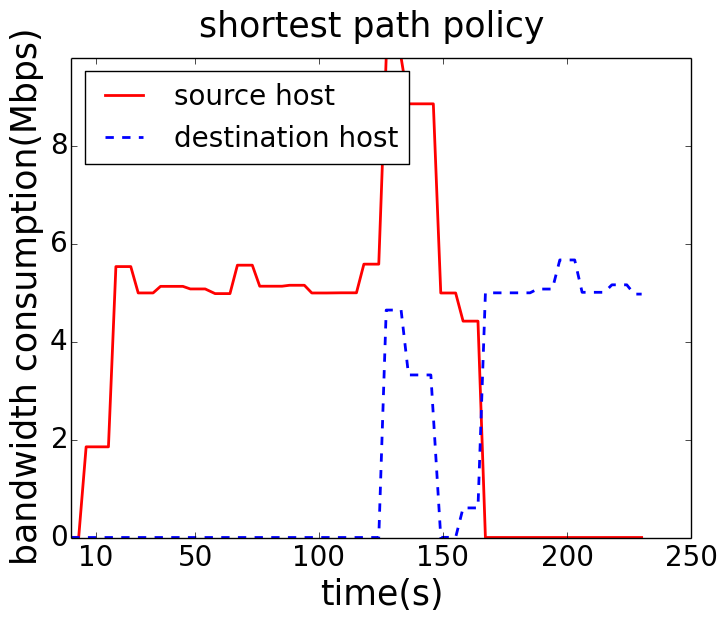 shortest path policy
source host
destination host
bandwidth consumption(Mbps)
8
6
4
2
0
10 50 100 150 200 250
time(s)